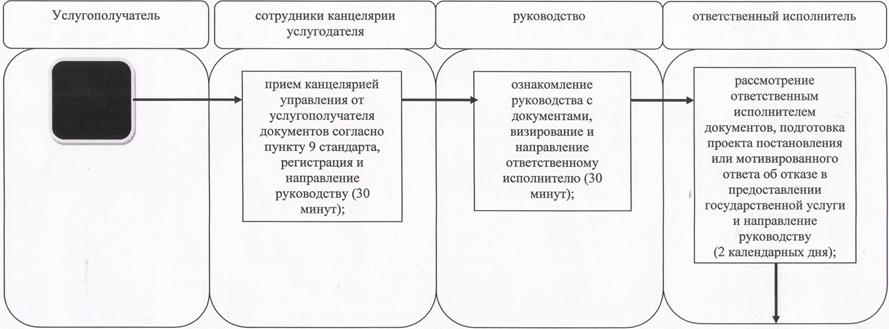 Услугополучатель
сотрудники канцелярии
услугодателя
руководство
ответственный исполнитель
прием канцелярией
управления от
услугополучателя
документов согласно
пункту 9 стандарта,
регистрация и
направление
руководству (30
минут);
ознакомление
руководства с
документами,
визирование и
направление
ответственному
исполнителю (30 минут);
рассмотрение
ответственным
исполнителем
документов, подготовка
проекта постановления
или мотивированного
ответа об отказе в
предоставлении
государственной услуги
и направление
руководству
(2 календарных дня);